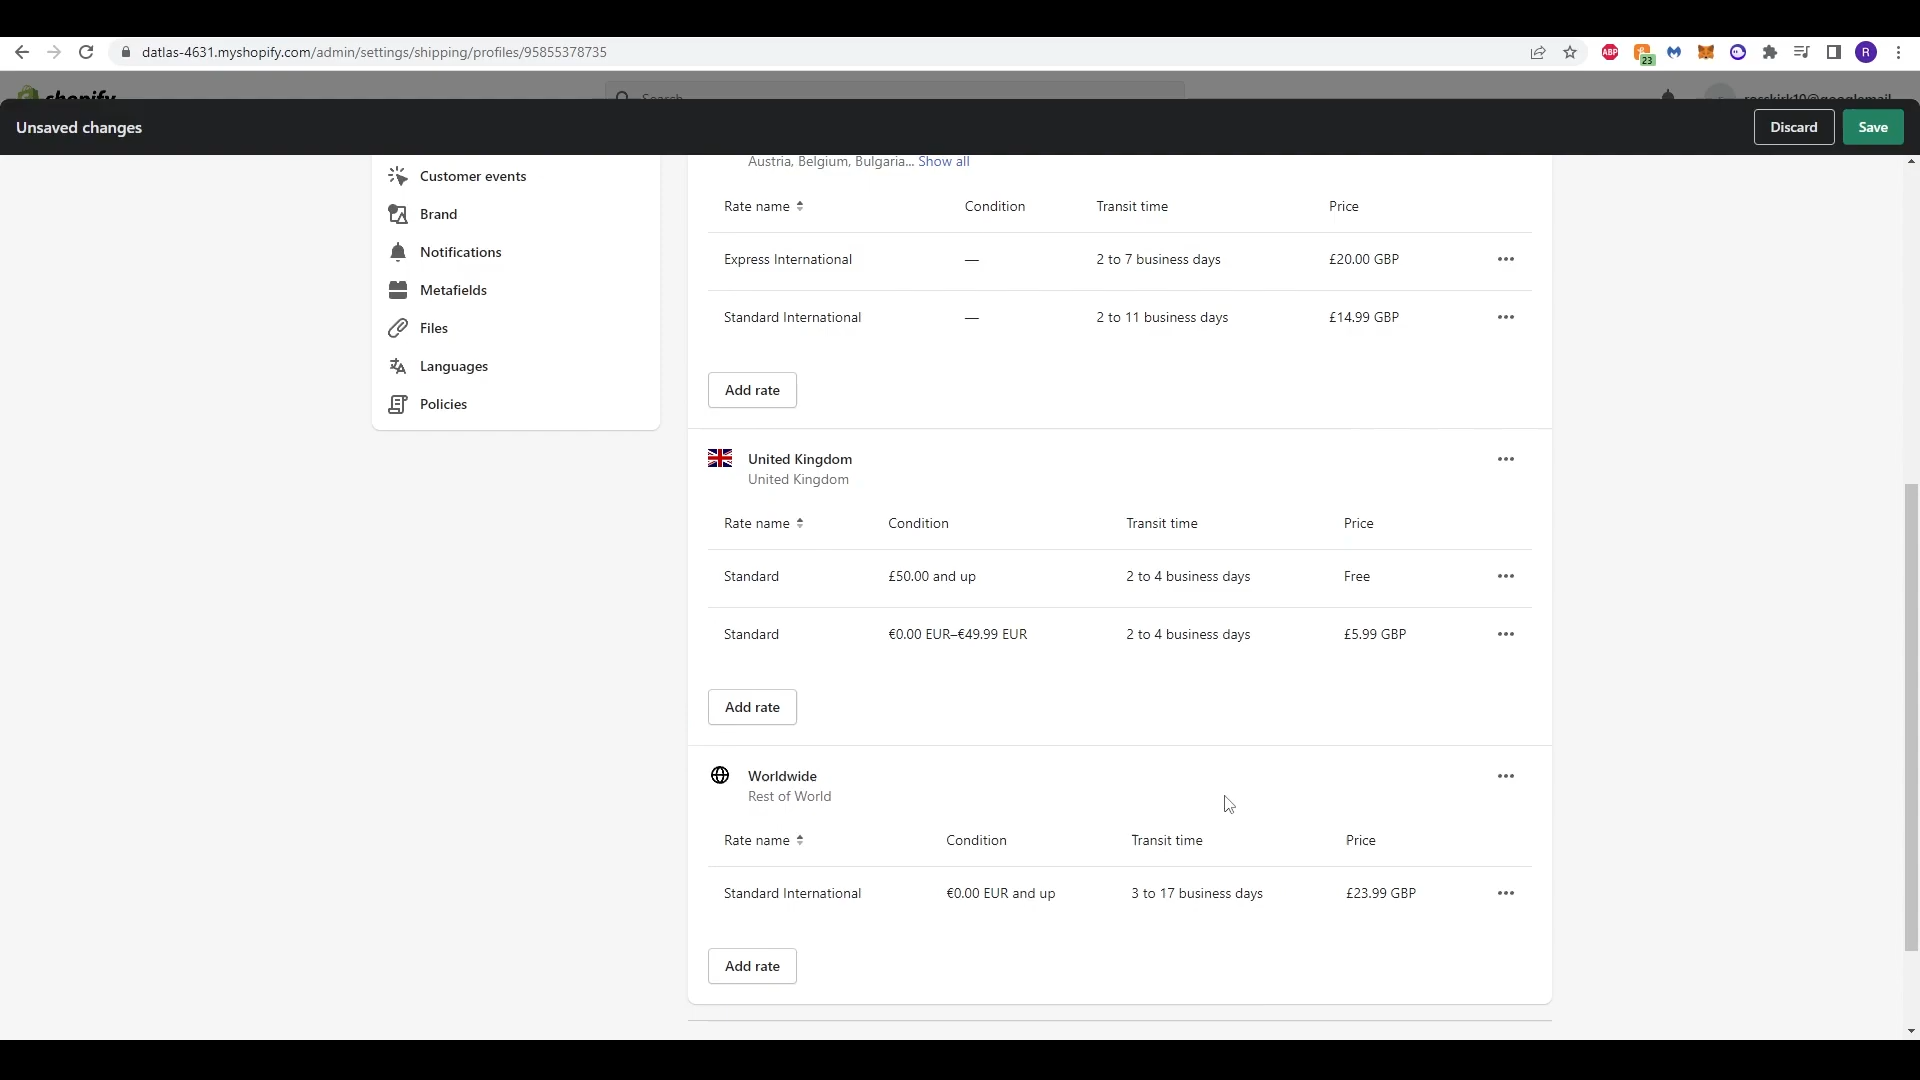 datlas-4631.myshopify.com/admin/settings/shipping/profiles/95855378735
ABP
23
R
shopify
Search
Unsaved changes
Discard
Save
Customer events
Brand
Notifications
Metafields
Files
Languages
Policies
Austria, Belgium, Bulgaria... Show all
Rate name Condition Transit time Price
Express International — 2 to 7 business days £20.00 GBP
Standard International — 2 to 11 business days £14.99 GBP
Add rate
United Kingdom
United Kingdom
Rate name Condition Transit time Price
Standard £50.00 and up 2 to 4 business days Free
Standard €0.00 EUR–€49.99 EUR 2 to 4 business days £5.99 GBP
Add rate
Worldwide
Rest of World
Rate name Condition Transit time Price
Standard International €0.00 EUR and up 3 to 17 business days £23.99 GBP
Add rate